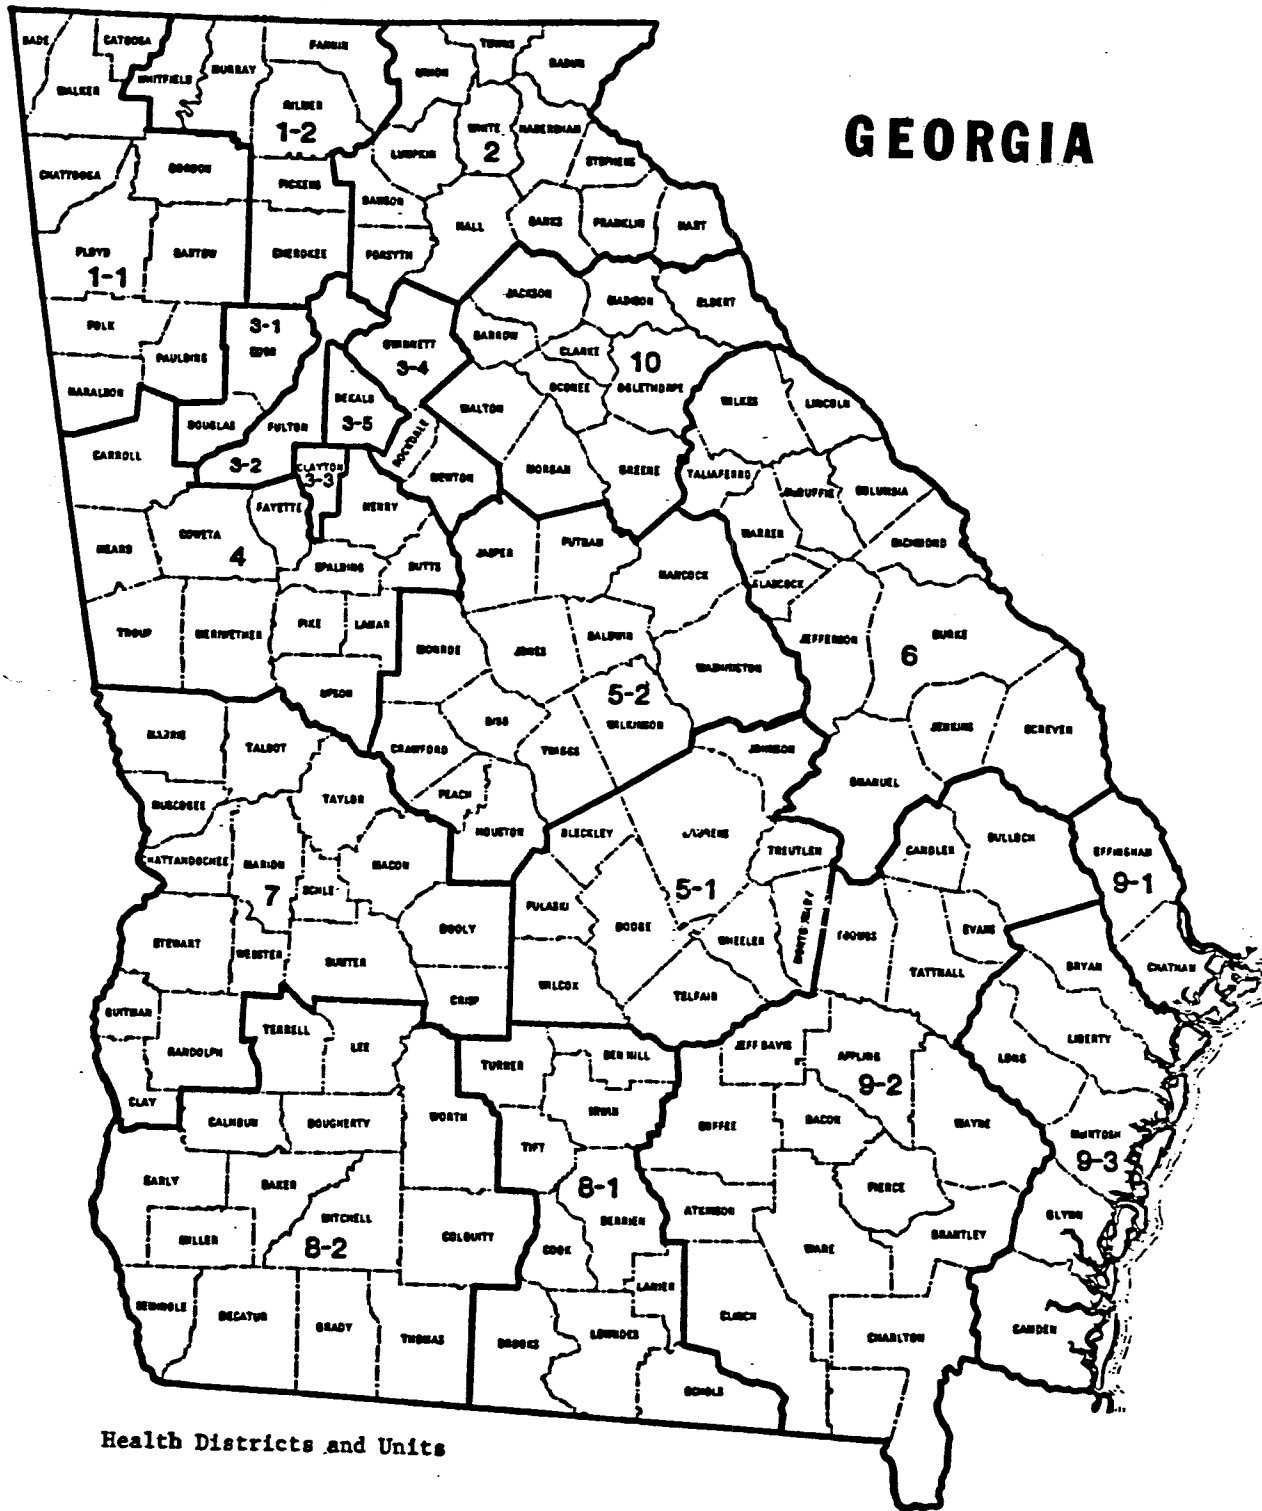 GEORGIA
DADE
CATOOSA
FANNIN
UNION
TOWNS
RABUN
WHITFIELD
MURRAY
WALKER
GILMER
1-2
WHITE
2
HABERSHAM
LUMPKIN
STEPHENS
CHATTOOGA
GORDON
PICKENS
DAWSON
HALL
BANKS
FRANKLIN
HART
FLOYD
1-1
BARTOW
CHEROKEE
FORSYTH
JACKSON
MADISON
ELBERT
POLK
3-1
COBB
PAULDING
GWINNETT
3-4
BARROW
CLARKE
10
OCONEE
OGLETHORPE
HARALSON
DEKALB
3-5
DOUGLAS
FULTON
WALTON
WILKES
LINCOLN
CARROLL
3-2
CLAYTON
3-3
ROCKDALE
NEWTON
MORGAN
GREENE
TALIAFERRO
McDUFFIE
COLUMBIA
HEARD
COWETA
FAYETTE
HENRY
4
SPALDING
BUTTS
JASPER
PUTNAM
HANCOCK
WARREN
RICHMOND
GLASCOCK
TROUP
MERIWETHER
PIKE
LAMAR
MONROE
JONES
BALDWIN
WASHINGTON
JEFFERSON
BURKE
6
UPSON
5-2
WILKINSON
BIBB
CRAWFORD
TWIGGS
JOHNSON
JENKINS
SCREVEN
HARRIS
TALBOT
EMANUEL
MUSCOGEE
TAYLOR
PEACH
HOUSTON
BLECKLEY
LAURENS
TREUTLEN
CANDLER
BULLOCH
EFFINGHAM
9-1
CHATTAHOOCHEE
MARION
7
SCHLEY
MACON
PULASKI
5-1
DODGE
WHEELER
MONTGOMERY
TOOMBS
EVANS
TATTNALL
BRYAN
CHATHAM
STEWART
WEBSTER
SUMTER
DOOLY
CRISP
WILCOX
TELFAIR
QUITMAN
RANDOLPH
TERRELL
LEE
TURNER
BEN HILL
JEFF DAVIS
APPLING
9-2
LONG
LIBERTY
CLAY
CALHOUN
DOUGHERTY
WORTH
IRWIN
COFFEE
BACON
WAYNE
McINTOSH
9-3
EARLY
BAKER
MITCHELL
TIFT
8-1
BERRIEN
ATKINSON
PIERCE
GLYNN
MILLER
8-2
COLQUITT
COOK
WARE
BRANTLEY
LANIER
SEMINOLE
DECATUR
GRADY
THOMAS
BROOKS
LOWNDES
CLINCH
CHARLTON
CAMDEN
ECHOLS
Health Districts and Units